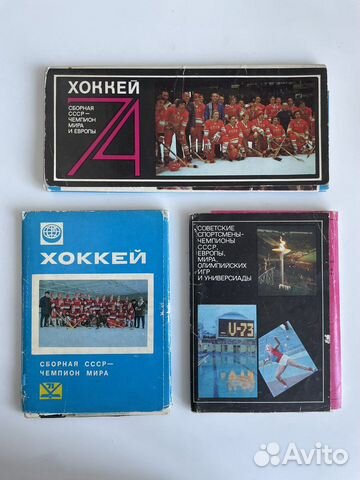 ХОККЕЙ
74
СБОРНАЯ
СССР —
ЧЕМПИОН
МИРА
И ЕВРОПЫ
ХОККЕЙ
СБОРНАЯ СССР—
ЧЕМПИОН МИРА
СОВЕТСКИЕ
СПОРТСМЕНЫ-
ЧЕМПИОНЫ
СССР,
ЕВРОПЫ,
МИРА,
ОЛИМПИЙСКИХ
ИГР
И УНИВЕРСИАДЫ
U-73
Avito